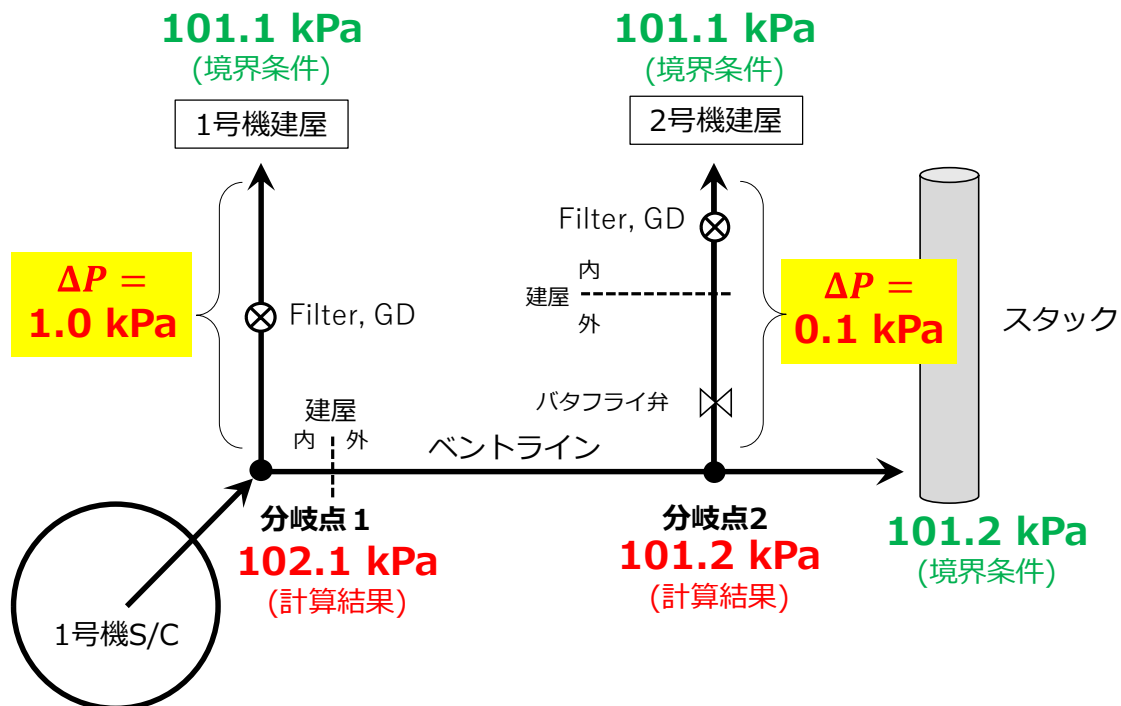 101.1 kPa
(境界条件)
1号機建屋
101.1 kPa
(境界条件)
2号機建屋
Filter, GD
内
建屋
外
ΔP =
1.0 kPa
Filter, GD
ΔP =
0.1 kPa
スタック
バタフライ弁
建屋
内 外
ベントライン
分岐点1
102.1 kPa
(計算結果)
分岐点2
101.2 kPa
(計算結果)
101.2 kPa
(境界条件)
1号機S/C